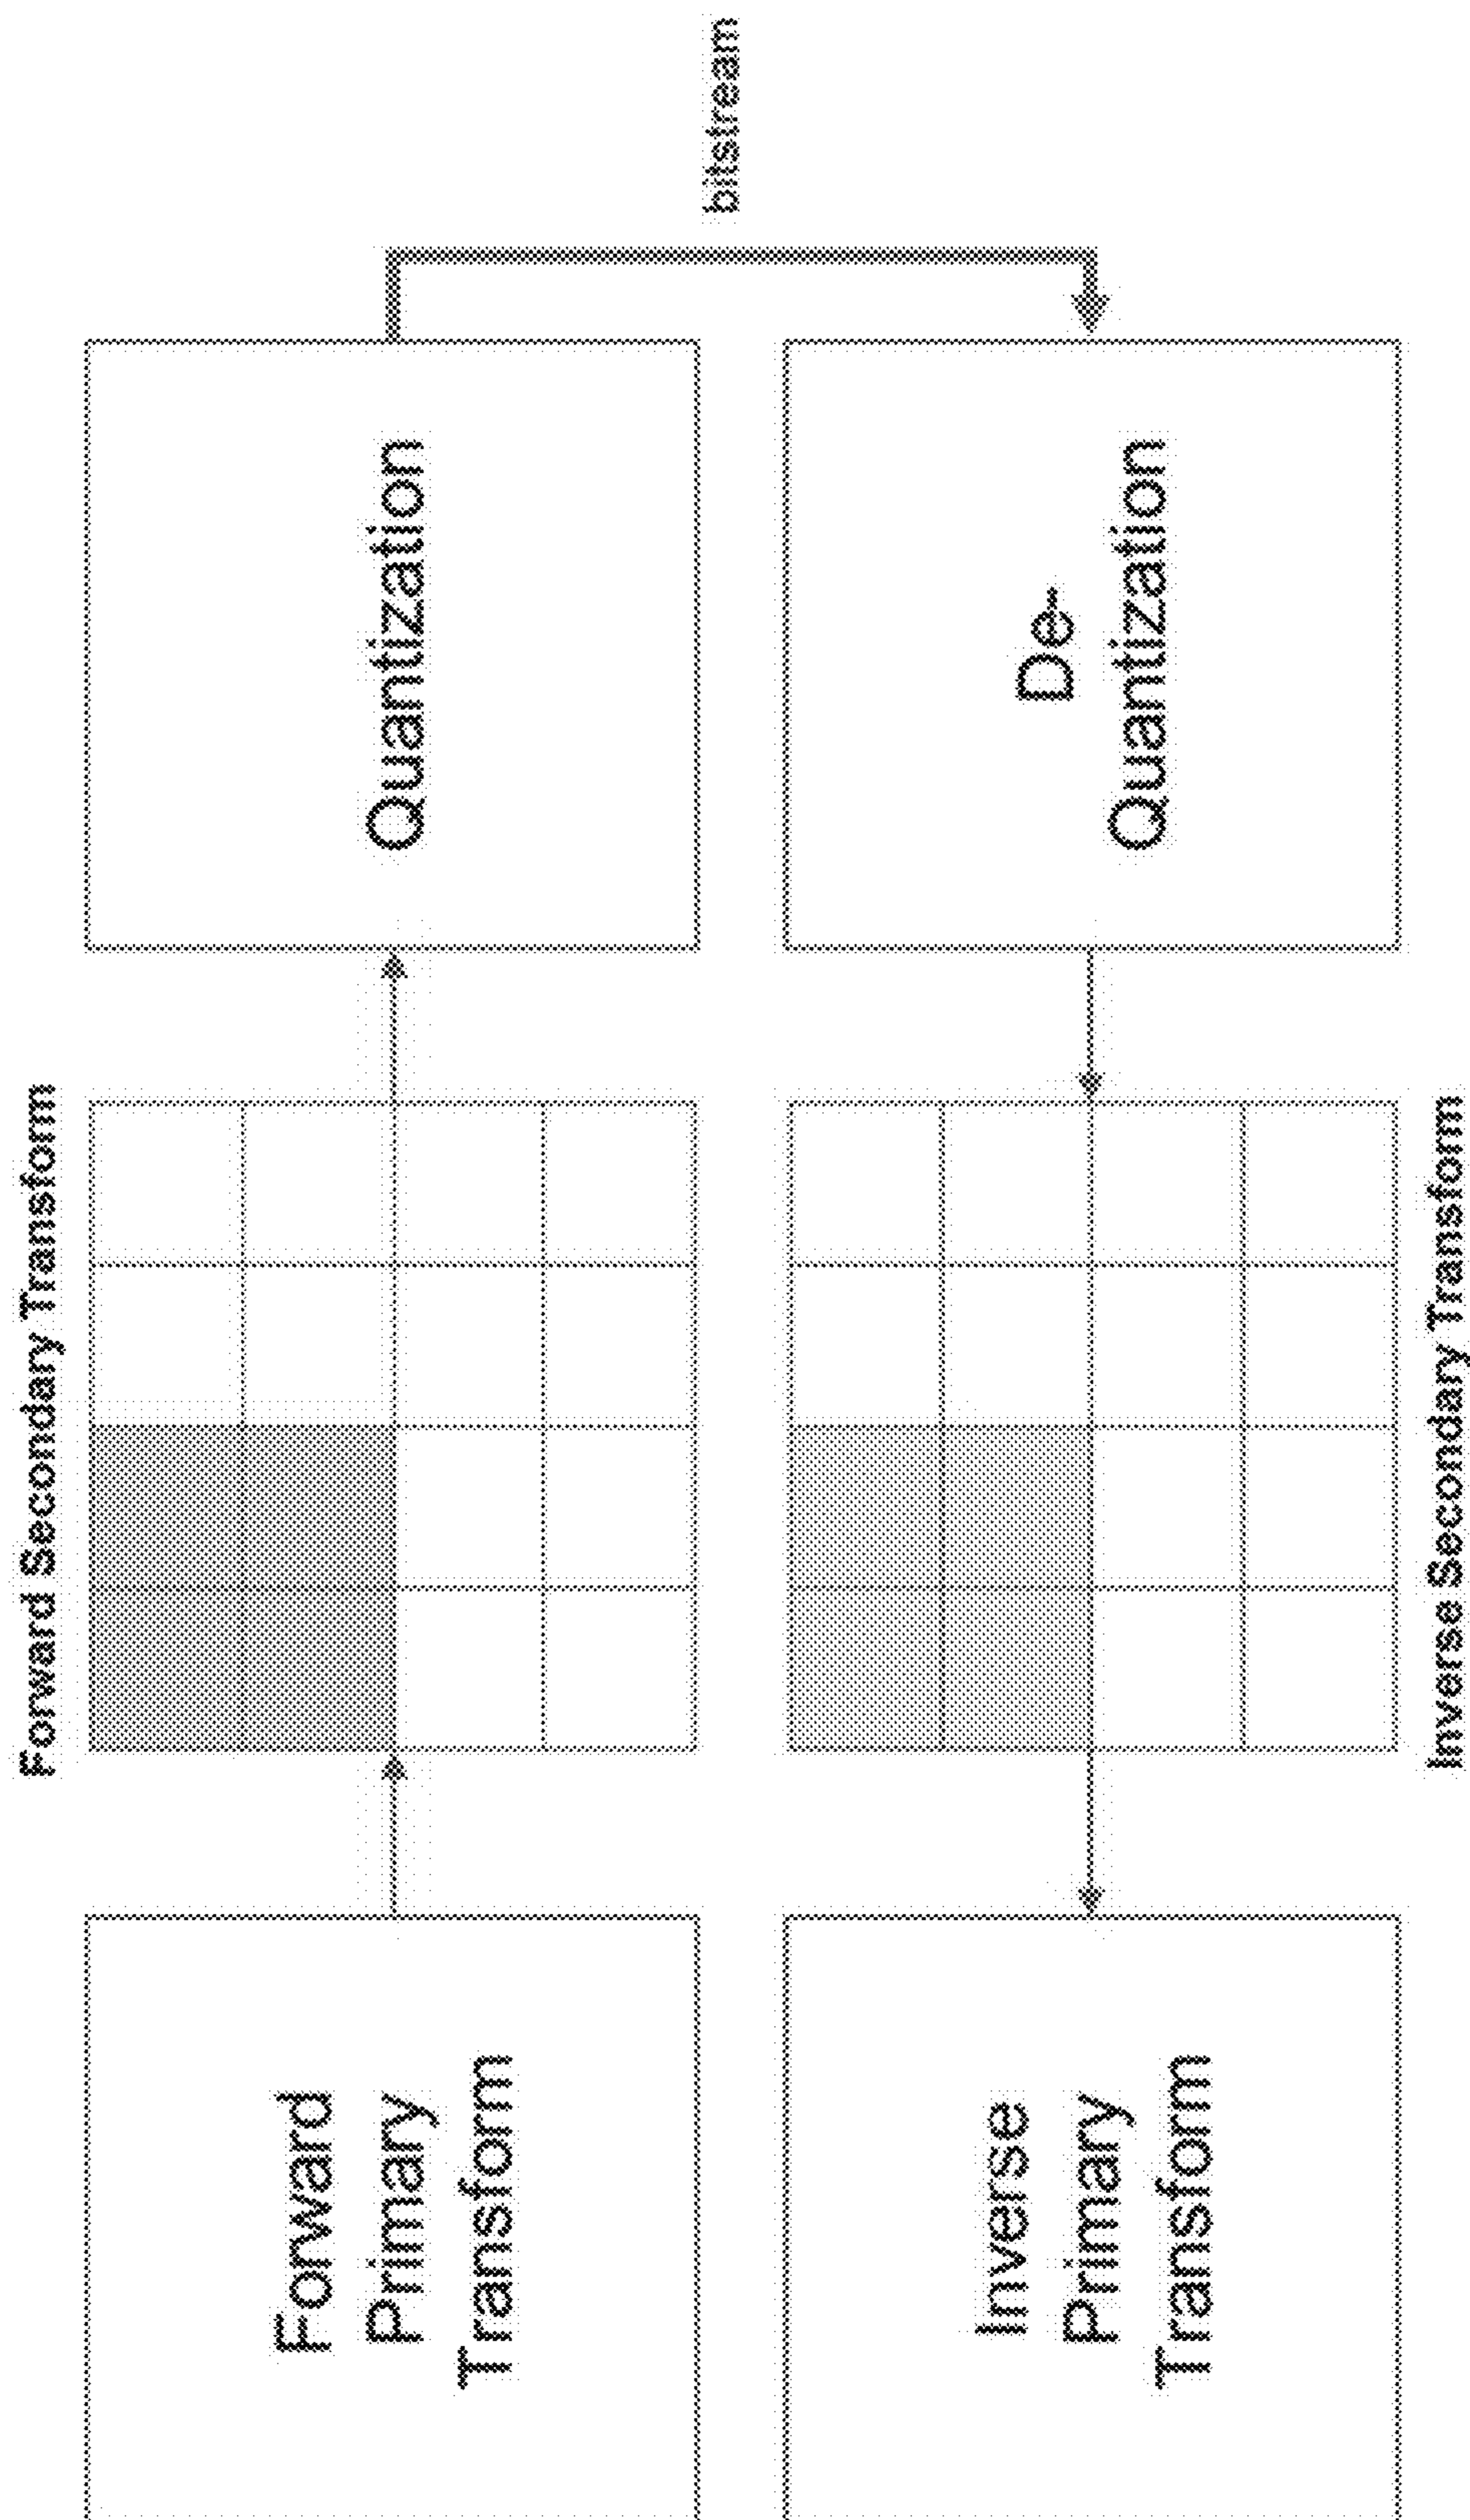 Forward Secondary Transform
Forward
Primary
Transform
Quantization
bitstream
Inverse
Primary
Transform
De-
Quantization
Inverse Secondary Transform